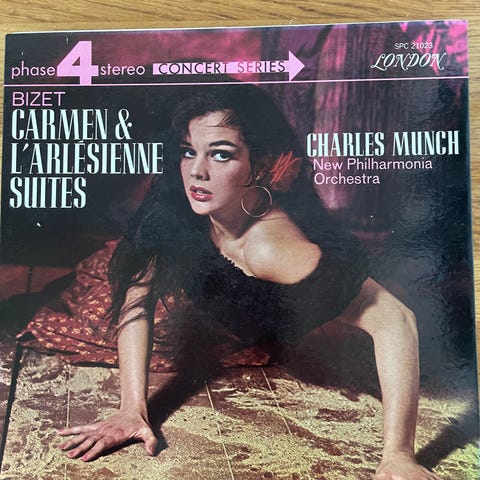 phase 4 stereo CONCERT SERIES
SPC 21023
LONDON
BIZET
CARMEN &
L'ARLÉSIENNE
SUITES
CHARLES MUNCH
New Philharmonia
Orchestra